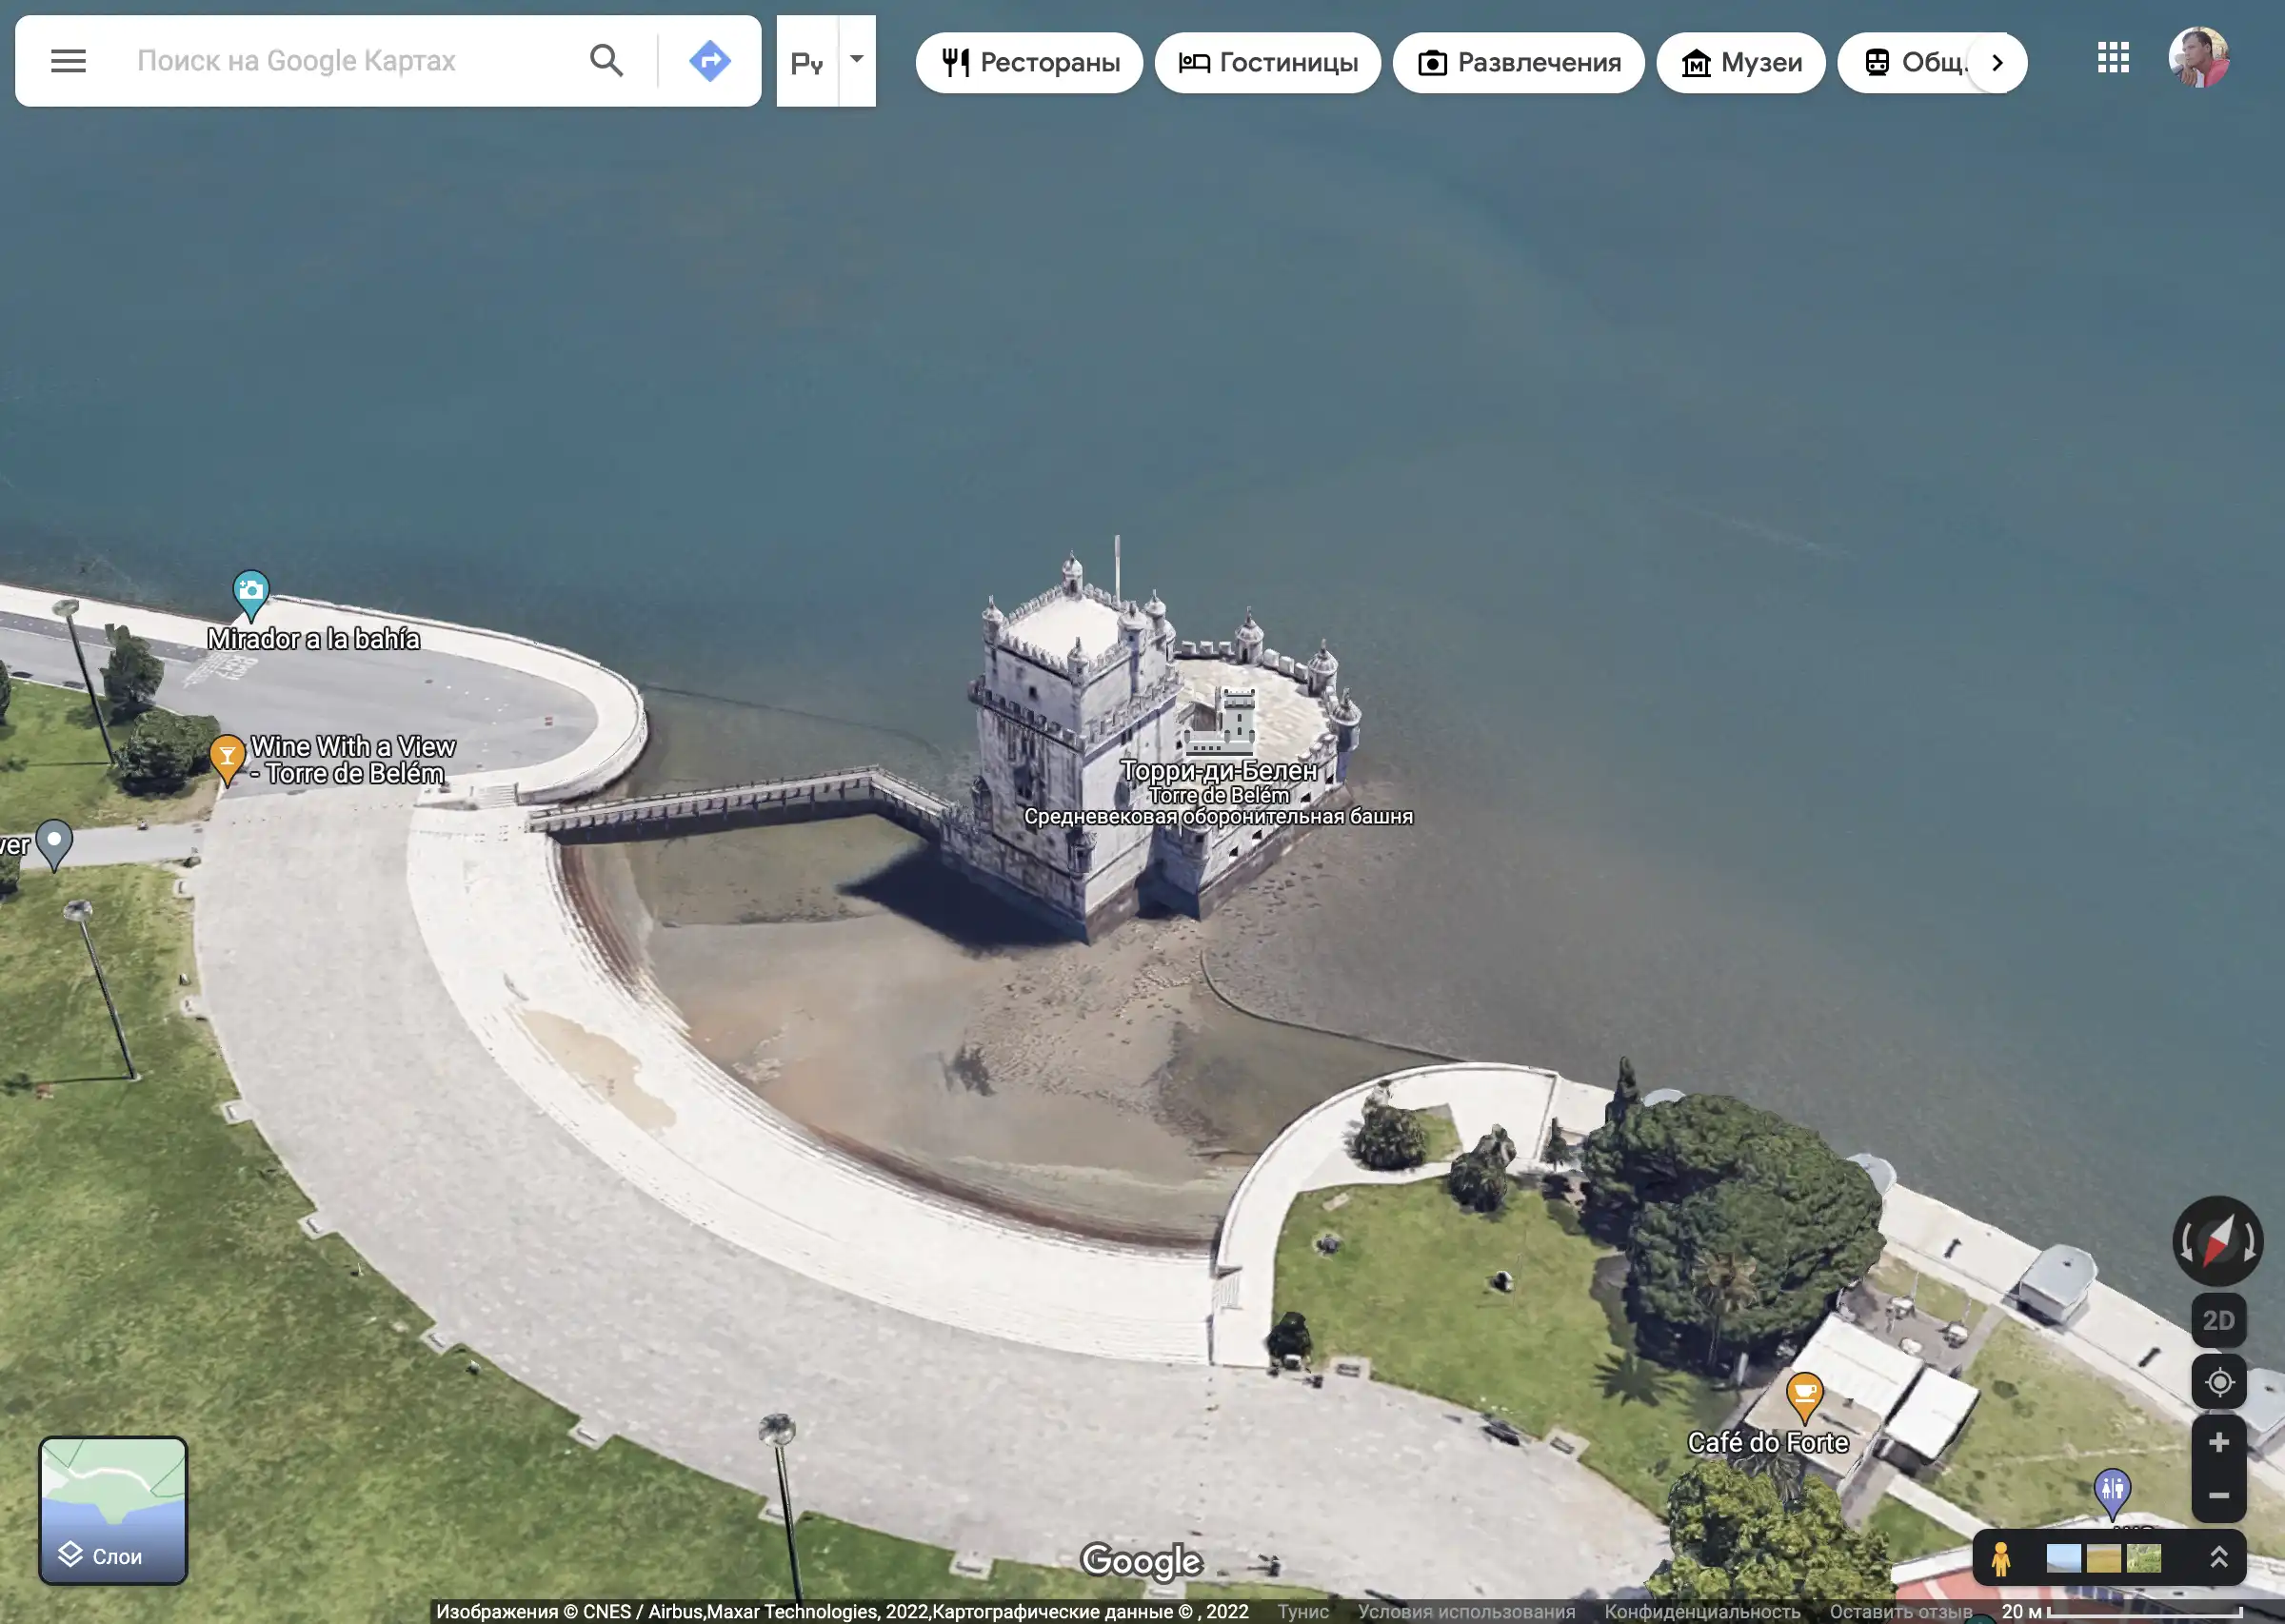 Поиск на Google Картах
Ру
Рестораны
Гостиницы
Развлечения
Музеи
Общ.
Mirador a la bahía
Wine With a View
- Torre de Belém
ver
Торри-ди-Белен
Torre de Belém
Средневековая оборонительная башня
2D
Café do Forte
Слои
Google
Изображения © CNES / Airbus,Maxar Technologies, 2022,Картографические данные © , 2022
Тунис
Условия использования
Конфиденциальность
Оставить отзыв
20 м